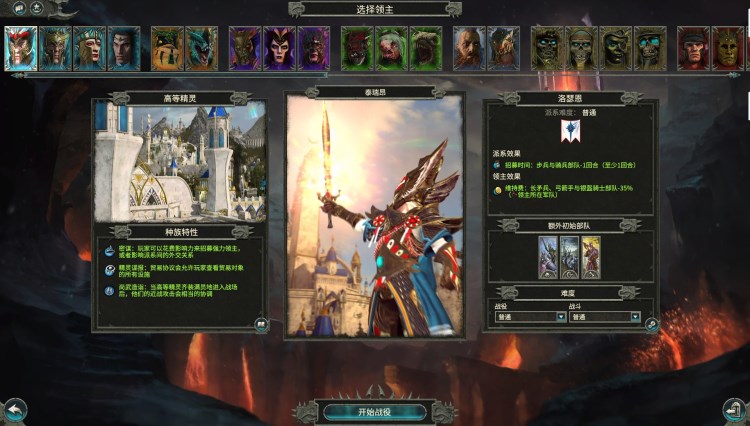 选择领主
高等精灵
种族特性
密谋：玩家可以花费影响力来招募强力领主，
或者影响派系间的外交关系
精灵谍报：贸易协议会允许玩家查看贸易对象
的所有设施
尚武造诣：当高等精灵齐装满员地进入战场
后，他们的近战攻击会相当的协调
泰瑞昂
洛瑟恩
派系难度： 普通
派系效果
招募时间：步兵与骑兵部队-1回合（至少1回合）
领主效果
维持费：长矛兵、弓箭手与银盔骑士部队-35%
（领主所在军队）
额外初始部队
难度
战役
战斗
普通
普通
开始战役